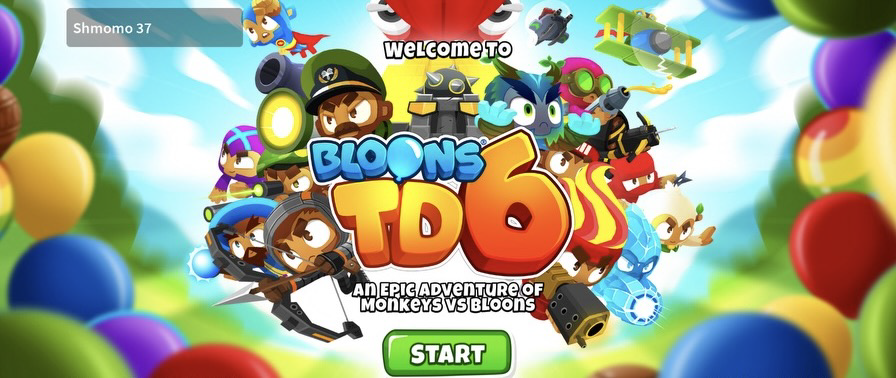 Shmomo 37
WELCOME TO
BLOONS®
TD6
AN EPIC ADVENTURE OF
MONKEYS VS BLOONS
START